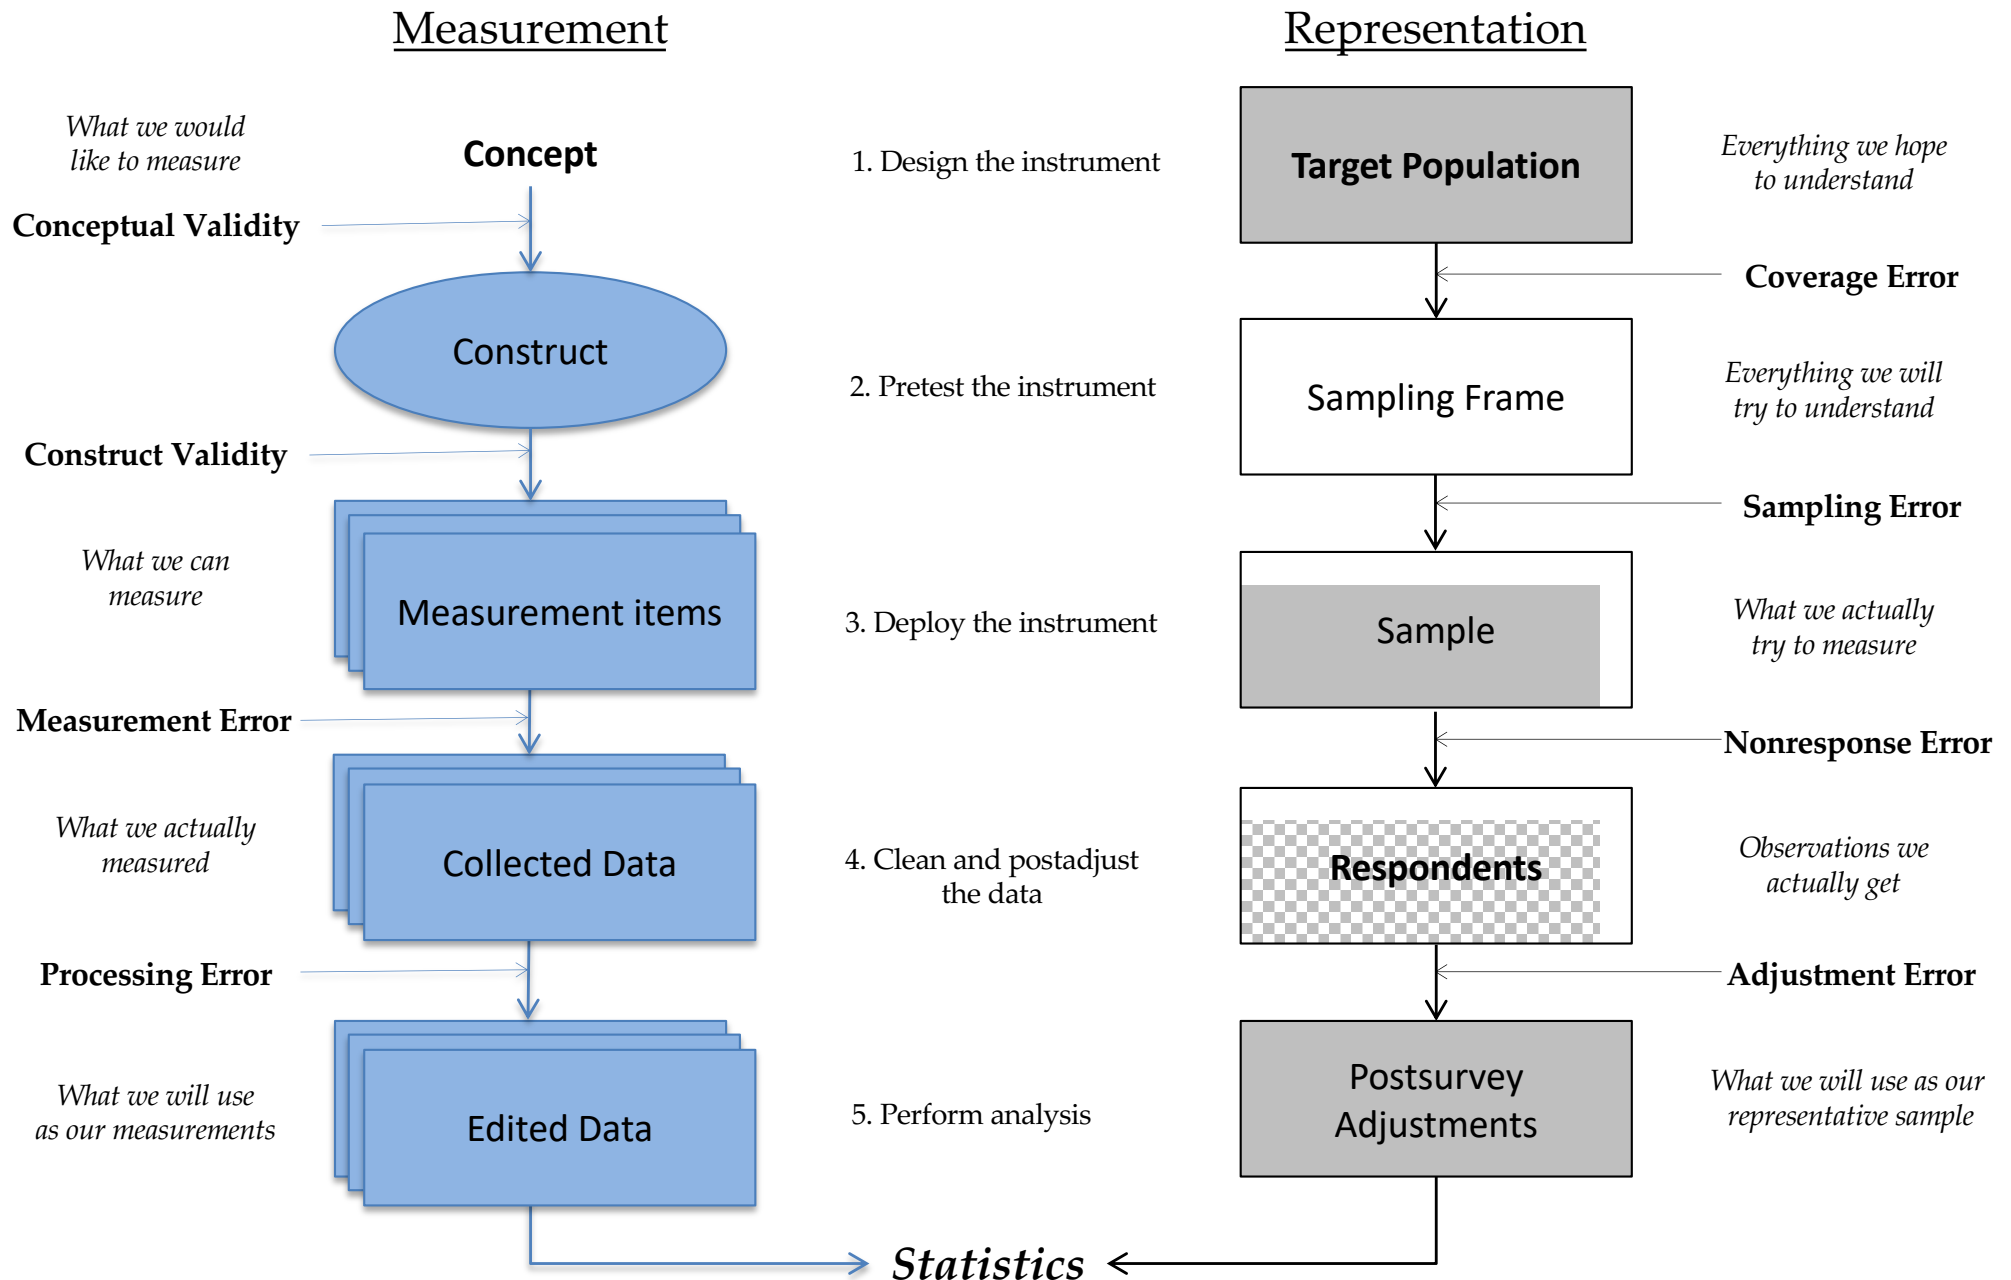 Measurement
Representation
What we would
like to measure
Concept
1. Design the instrument
Target Population
Everything we hope
to understand
Conceptual Validity
Coverage Error
Construct
2. Pretest the instrument
Sampling Frame
Everything we will
try to understand
Construct Validity
Sampling Error
What we can
measure
Measurement items
3. Deploy the instrument
Sample
What we actually
try to measure
Measurement Error
Nonresponse Error
What we actually
measured
Collected Data
4. Clean and postadjust
the data
Respondents
Observations we
actually get
Processing Error
Adjustment Error
What we will use
as our measurements
Edited Data
5. Perform analysis
Postsurvey
Adjustments
What we will use as our
representative sample
Statistics